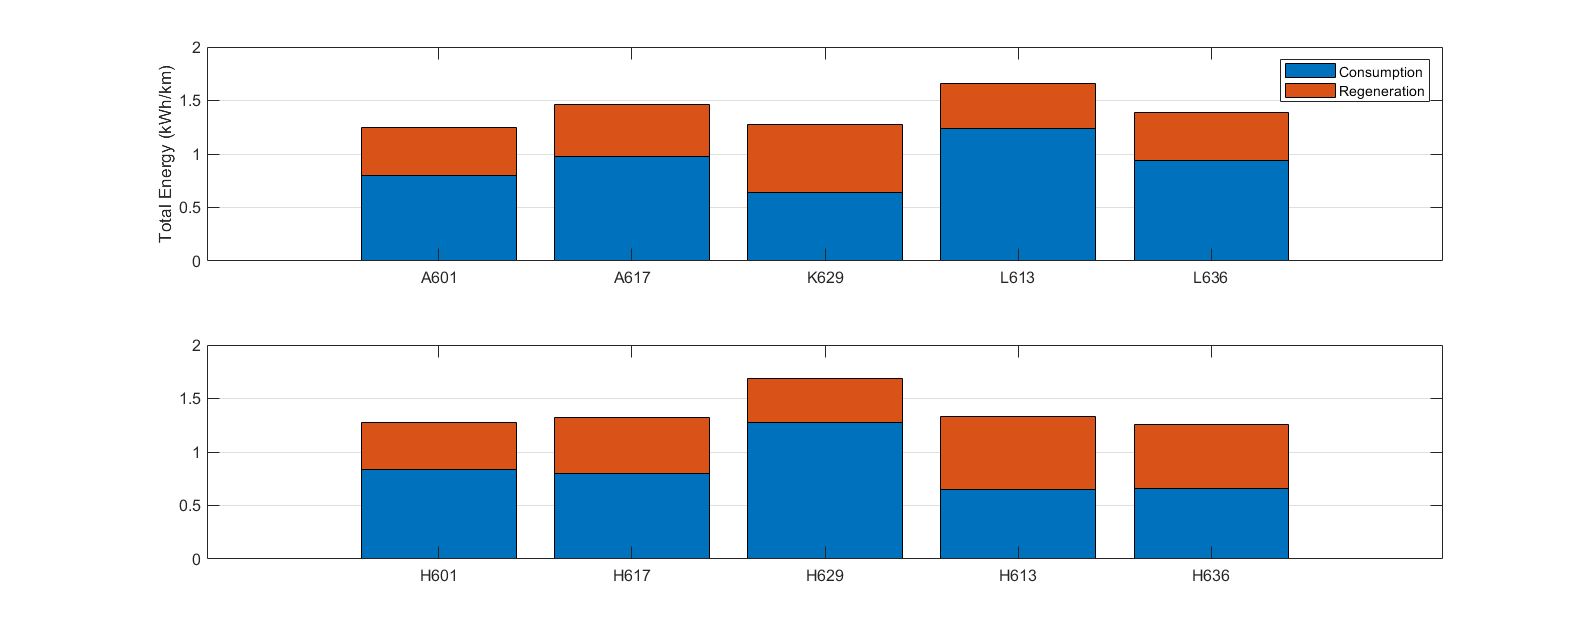 2
1.5
1
0.5
0
Total Energy (kWh/km)
Consumption
Regeneration
A601 A617 K629 L613 L636
2
1.5
1
0.5
0
H601 H617 H629 H613 H636